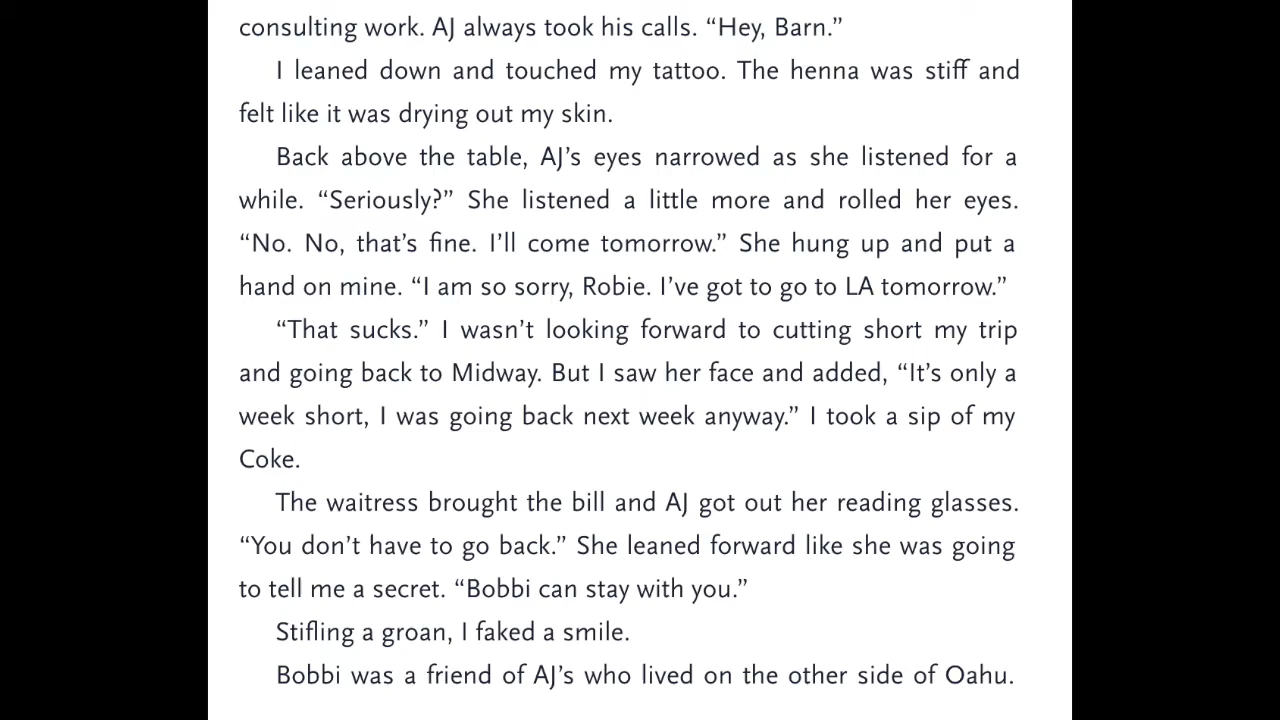 consulting work. AJ always took his calls. “Hey, Barn.”
I leaned down and touched my tattoo. The henna was stiff and
felt like it was drying out my skin.
Back above the table, AJ’s eyes narrowed as she listened for a
while. “Seriously?” She listened a little more and rolled her eyes.
“No. No, that’s fine. I’ll come tomorrow.” She hung up and put a
hand on mine. “I am so sorry, Robie. I’ve got to go to LA tomorrow.”
“That sucks.” I wasn’t looking forward to cutting short my trip
and going back to Midway. But I saw her face and added, “It’s only a
week short, I was going back next week anyway.” I took a sip of my
Coke.
The waitress brought the bill and AJ got out her reading glasses.
“You don’t have to go back.” She leaned forward like she was going
to tell me a secret. “Bobbi can stay with you.”
Stifling a groan, I faked a smile.
Bobbi was a friend of AJ’s who lived on the other side of Oahu.